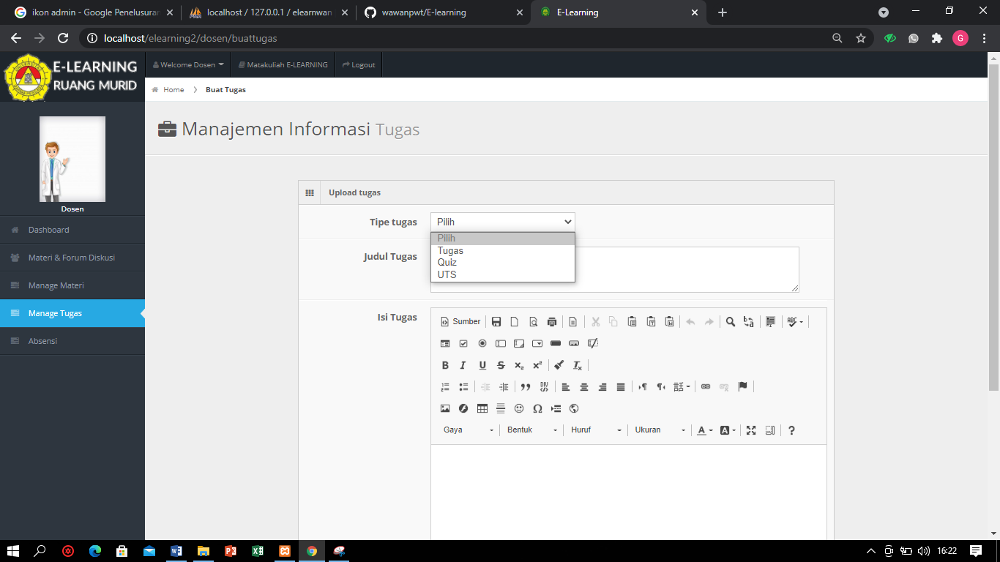 ikon admin - Google Penelusuran
localhost / 127.0.0.1 / elearnwan
wawanpwt/E-learning
E-Learning
localhost/elearning2/dosen/buattugas
G
E-LEARNING
RUANG MURID
Welcome Dosen
Matakuliah E-LEARNING
Logout
Home
Buat Tugas
Manajemen Informasi Tugas
Dosen
Dashboard
Materi & Forum Diskusi
Manage Materi
Manage Tugas
Absensi
Upload tugas
Tipe tugas
Pilih
Pilih
Tugas
Quiz
UTS
Judul Tugas
Isi Tugas
Sumber
Gaya
Bentuk
Huruf
Ukuran
16:22